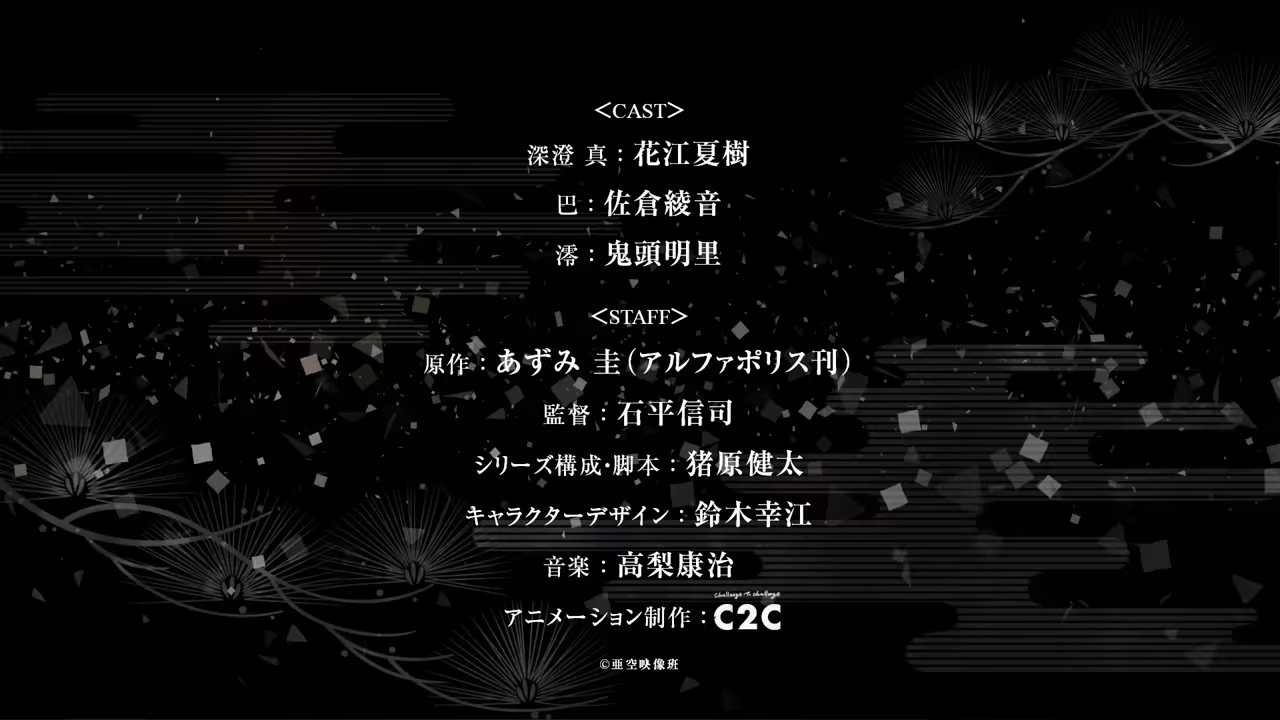 <CAST>
深澄 真：花江夏樹
巴：佐倉綾音
澪：鬼頭明里
<STAFF>
原作：あずみ 圭（アルファポリス刊）
監督：石平信司
シリーズ構成・脚本：猪原健太
キャラクターデザイン：鈴木幸江
音楽：高梨康治
Challenge to challenge
アニメーション制作：C2C
©亜空映像班